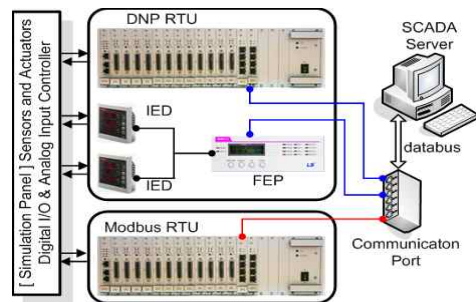 [ Simulation Panel ] Sensors and Actuators
Digital I/O & Analog Input Controller
DNP RTU
IED
IED
FEP
LS
Modbus RTU
SCADA
Server
databus
Communicaton
Port